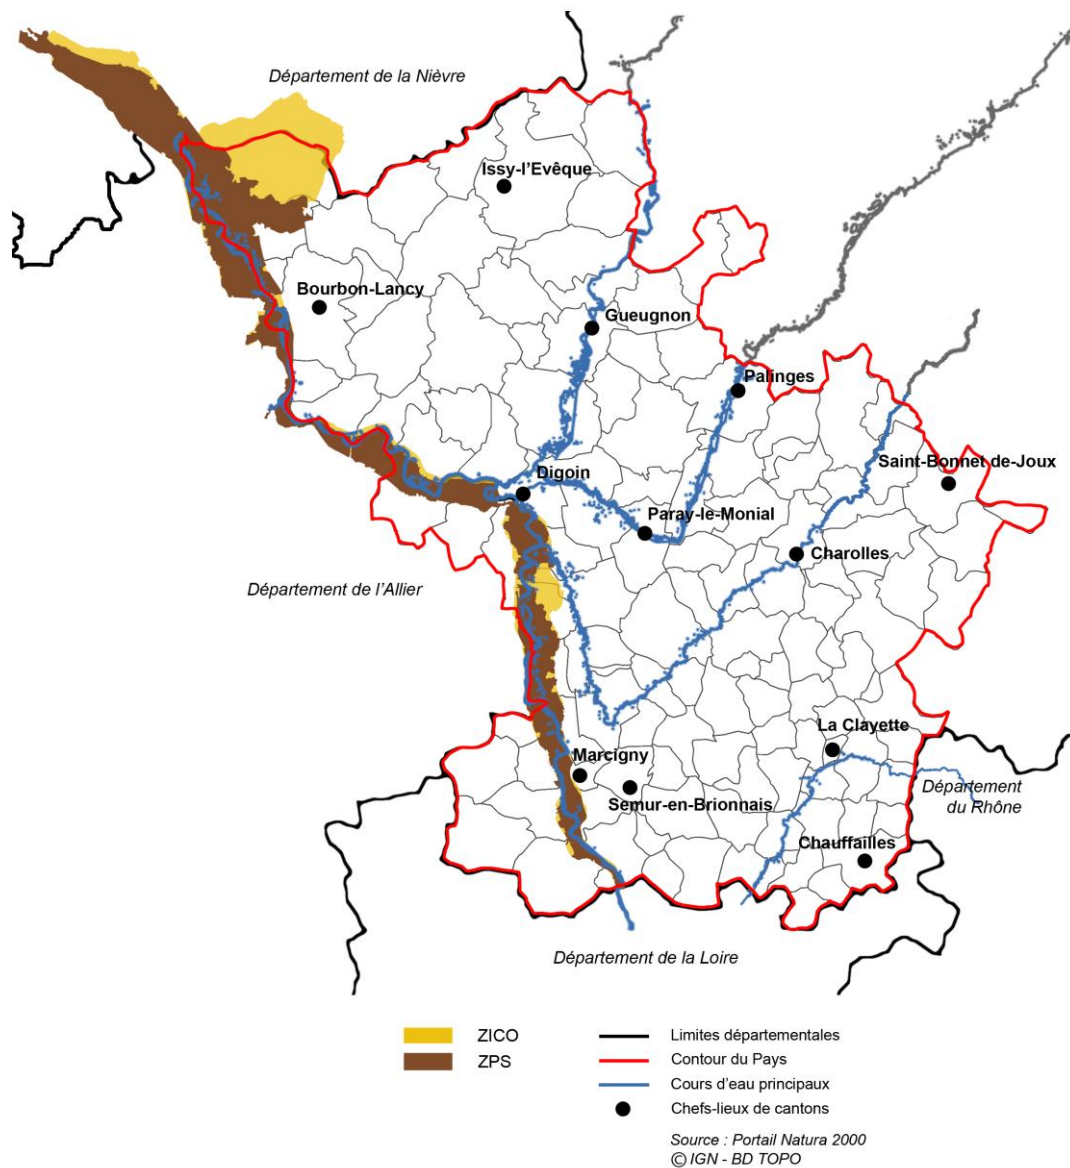 Département de la Nièvre
Issy-l'Evêque
Bourbon-Lancy
Gueugnon
Palinges
Saint-Bonnet de-Joux
Digoin
Paray-le-Monial
Charolles
Département de l'Allier
La Clayette
Marcigny
Département
du Rhône
Semur-en-Brionnais
Chauffailles
Département de la Loire
ZICO
ZPS
Limites départementales
Contour du Pays
Cours d'eau principaux
Chefs-lieux de cantons
Source : Portail Natura 2000
© IGN - BD TOPO